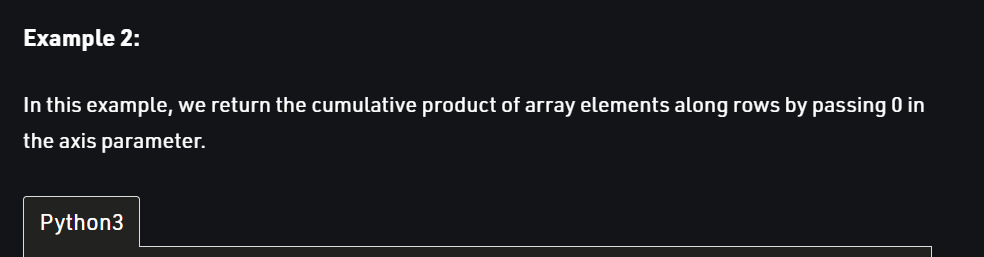 Example 2:
In this example, we return the cumulative product of array elements along rows by passing 0 in
the axis parameter.
Python3